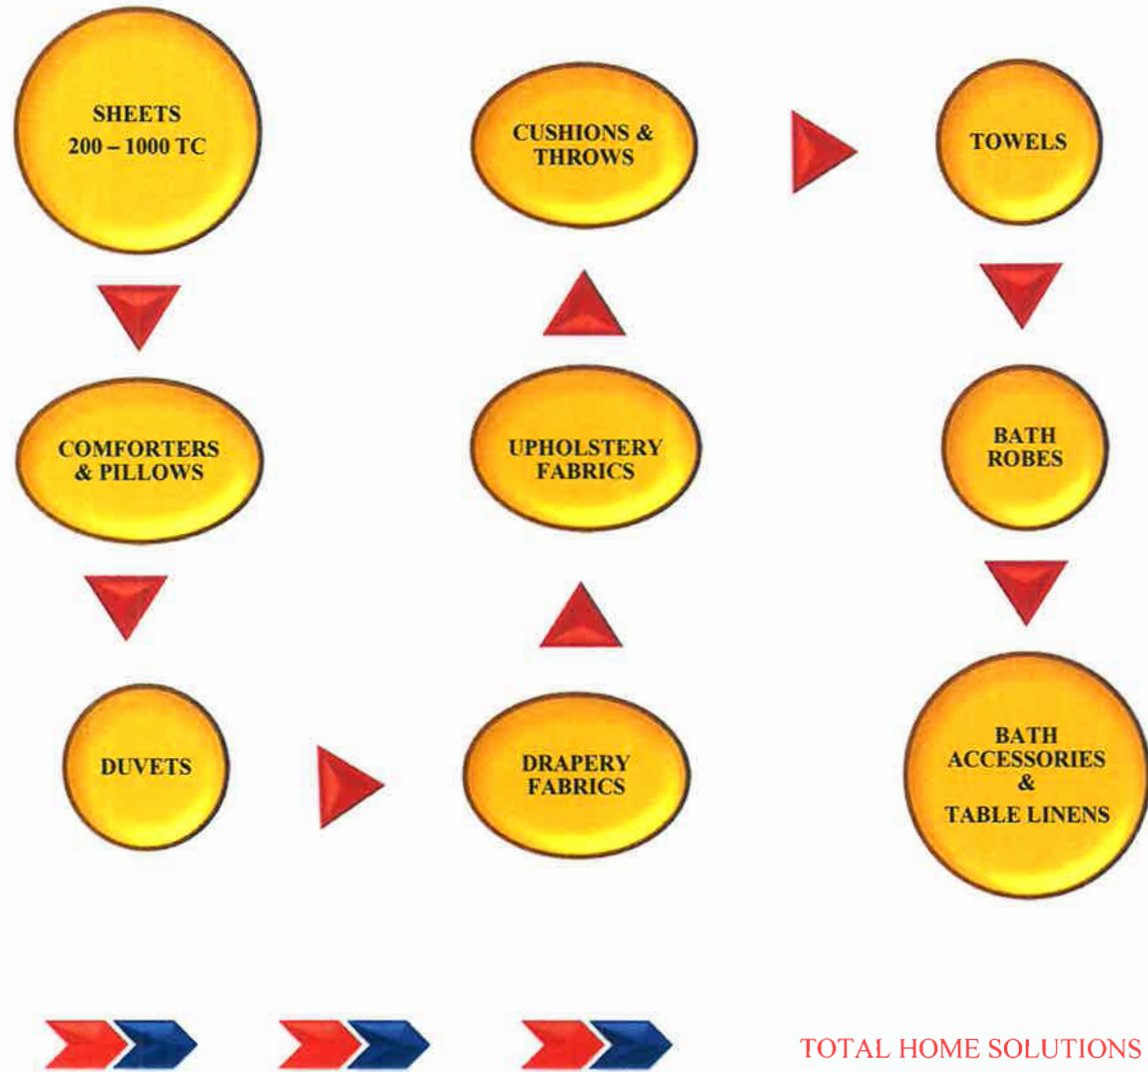 SHEETS
200 – 1000 TC
COMFORTERS
& PILLOWS
DUVETS
DRAPERY
FABRICS
UPHOLSTERY
FABRICS
CUSHIONS &
THROWS
TOWELS
BATH
ROBES
BATH
ACCESSORIES
&
TABLE LINENS
TOTAL HOME SOLUTIONS